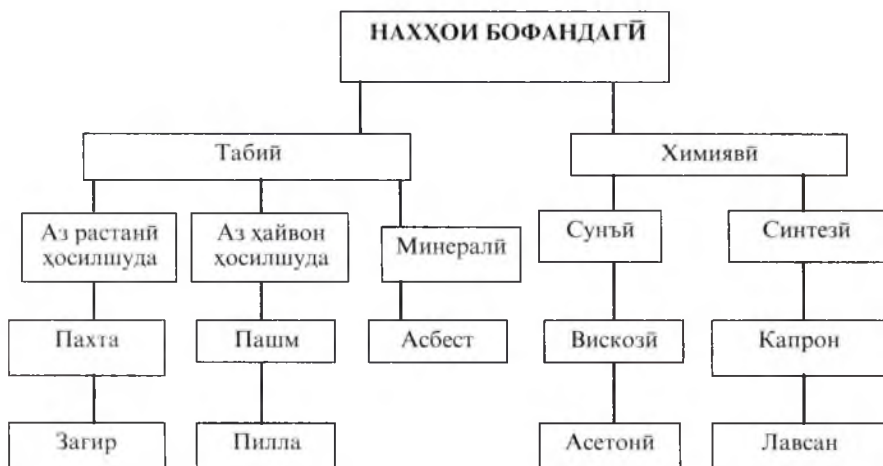 НАХҲОИ БОФАНДАГӢ
Табиӣ
Химиявӣ
Аз растанӣ
ҳосилшуда
Аз ҳайвон
ҳосилшуда
Минералӣ
Сунъӣ
Синтезӣ
Пахта
Пашм
Асбест
Вискозӣ
Капрон
Зағир
Пилла
Асетонӣ
Лавсан